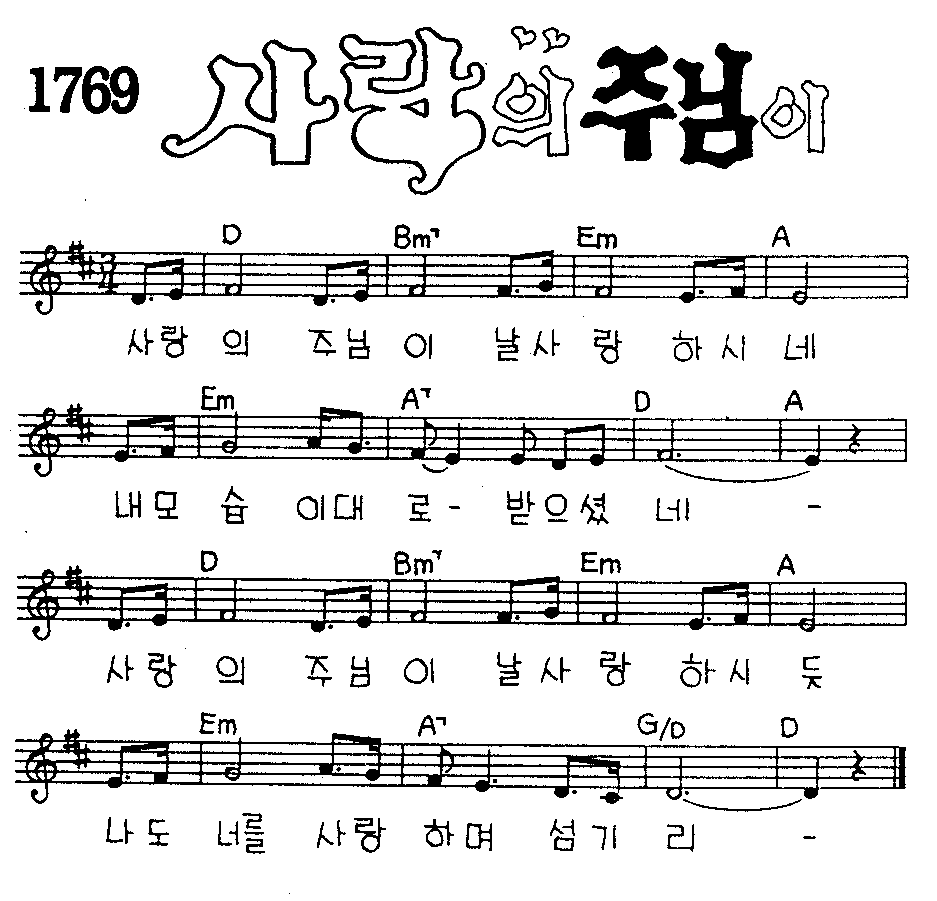 1769 사랑의 주님이
D Bm7 Em A
사랑의 주님이 날사랑하시네
Em A7 D A
내모습 이대로- 받으셨네 -
D Bm7 Em A
사랑의 주님이 날사랑하시듯
Em A7 G/D D
나도 너를 사랑하며 섬기리 -